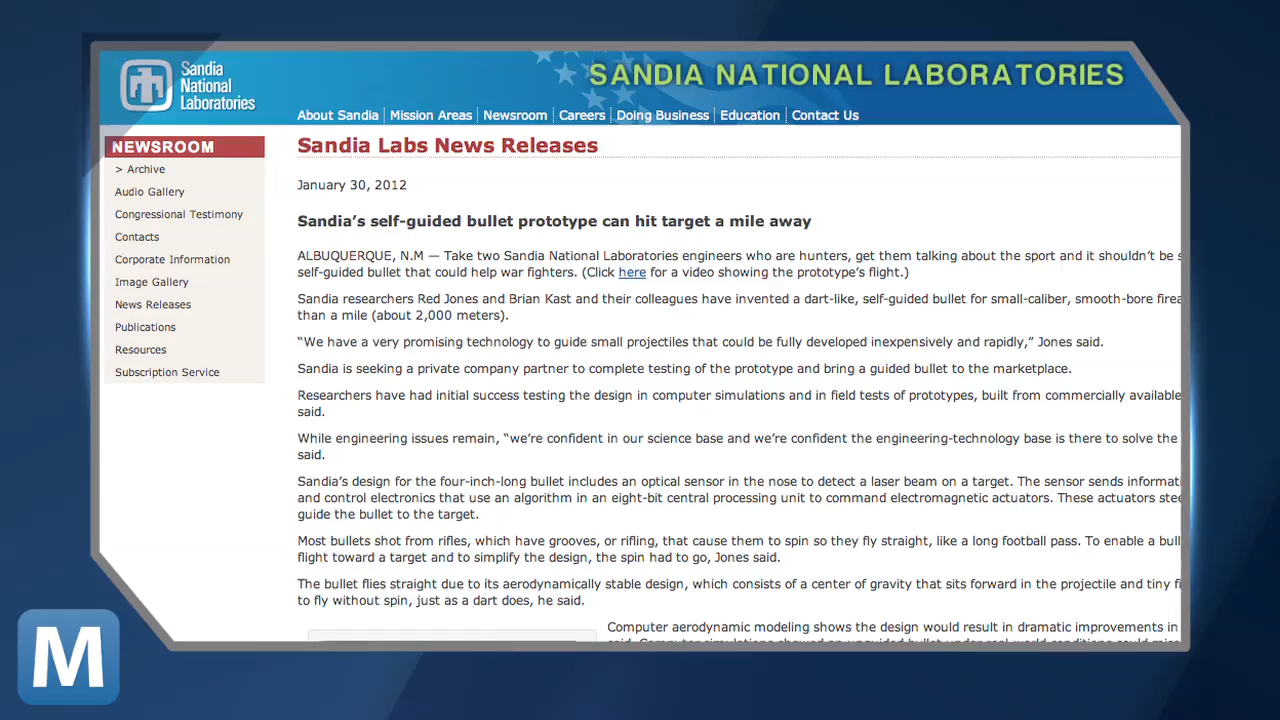 Sandia
National
Laboratories
SANDIA NATIONAL LABORATORIES
About Sandia Mission Areas Newsroom Careers Doing Business Education Contact Us
NEWSROOM
> Archive
Audio Gallery
Congressional Testimony
Contacts
Corporate Information
Image Gallery
News Releases
Publications
Resources
Subscription Service
Sandia Labs News Releases
January 30, 2012
Sandia's self-guided bullet prototype can hit target a mile away
ALBUQUERQUE, N.M — Take two Sandia National Laboratories engineers who are hunters, get them talking about the sport and it shouldn't be
self-guided bullet that could help war fighters. (Click here for a video showing the prototype's flight.)
Sandia researchers Red Jones and Brian Kast and their colleagues have invented a dart-like, self-guided bullet for small-caliber, smooth-bore
than a mile (about 2,000 meters).
“We have a very promising technology to guide small projectiles that could be fully developed inexpensively and rapidly,” Jones said.
Sandia is seeking a private company partner to complete testing of the prototype and bring a guided bullet to the marketplace.
Researchers have had initial success testing the design in computer simulations and in field tests of prototypes, built from commercially available
said.
While engineering issues remain, “we're confident in our science base and we're confident the engineering-technology base is there to solve the
said.
Sandia's design for the four-inch-long bullet includes an optical sensor in the nose to detect a laser beam on a target. The sensor sends
and control electronics that use an algorithm in an eight-bit central processing unit to command electromagnetic actuators. These actuators
guide the bullet to the target.
Most bullets shot from rifles, which have grooves, or rifling, that cause them to spin so they fly straight, like a long football pass. To enable a
flight toward a target and to simplify the design, the spin had to go, Jones said.
The bullet flies straight due to its aerodynamically stable design, which consists of a center of gravity that sits forward in the projectile and tiny
to fly without spin, just as a dart does, he said.
Computer aerodynamic modeling shows the design would result in dramatic improvements in
M